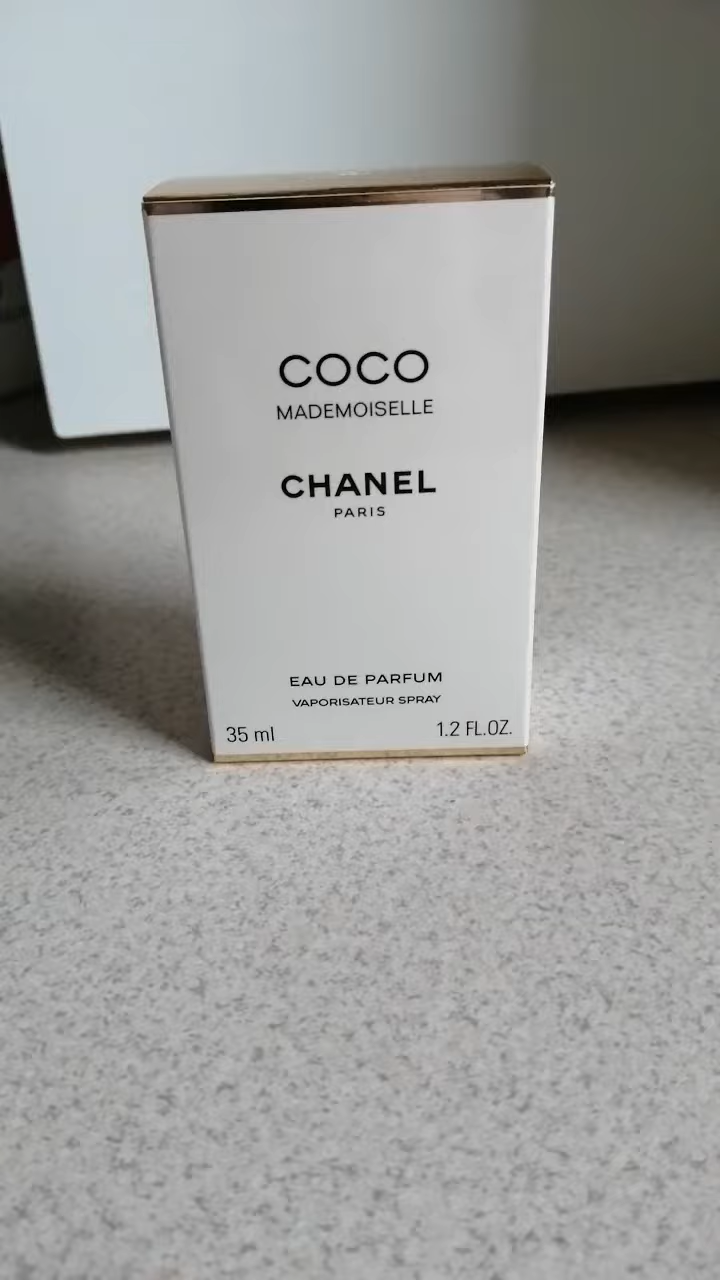 COCO
MADEMOISELLE
CHANEL
PARIS
EAU DE PARFUM
VAPORISATEUR SPRAY
35 ml 1.2 FL.OZ.